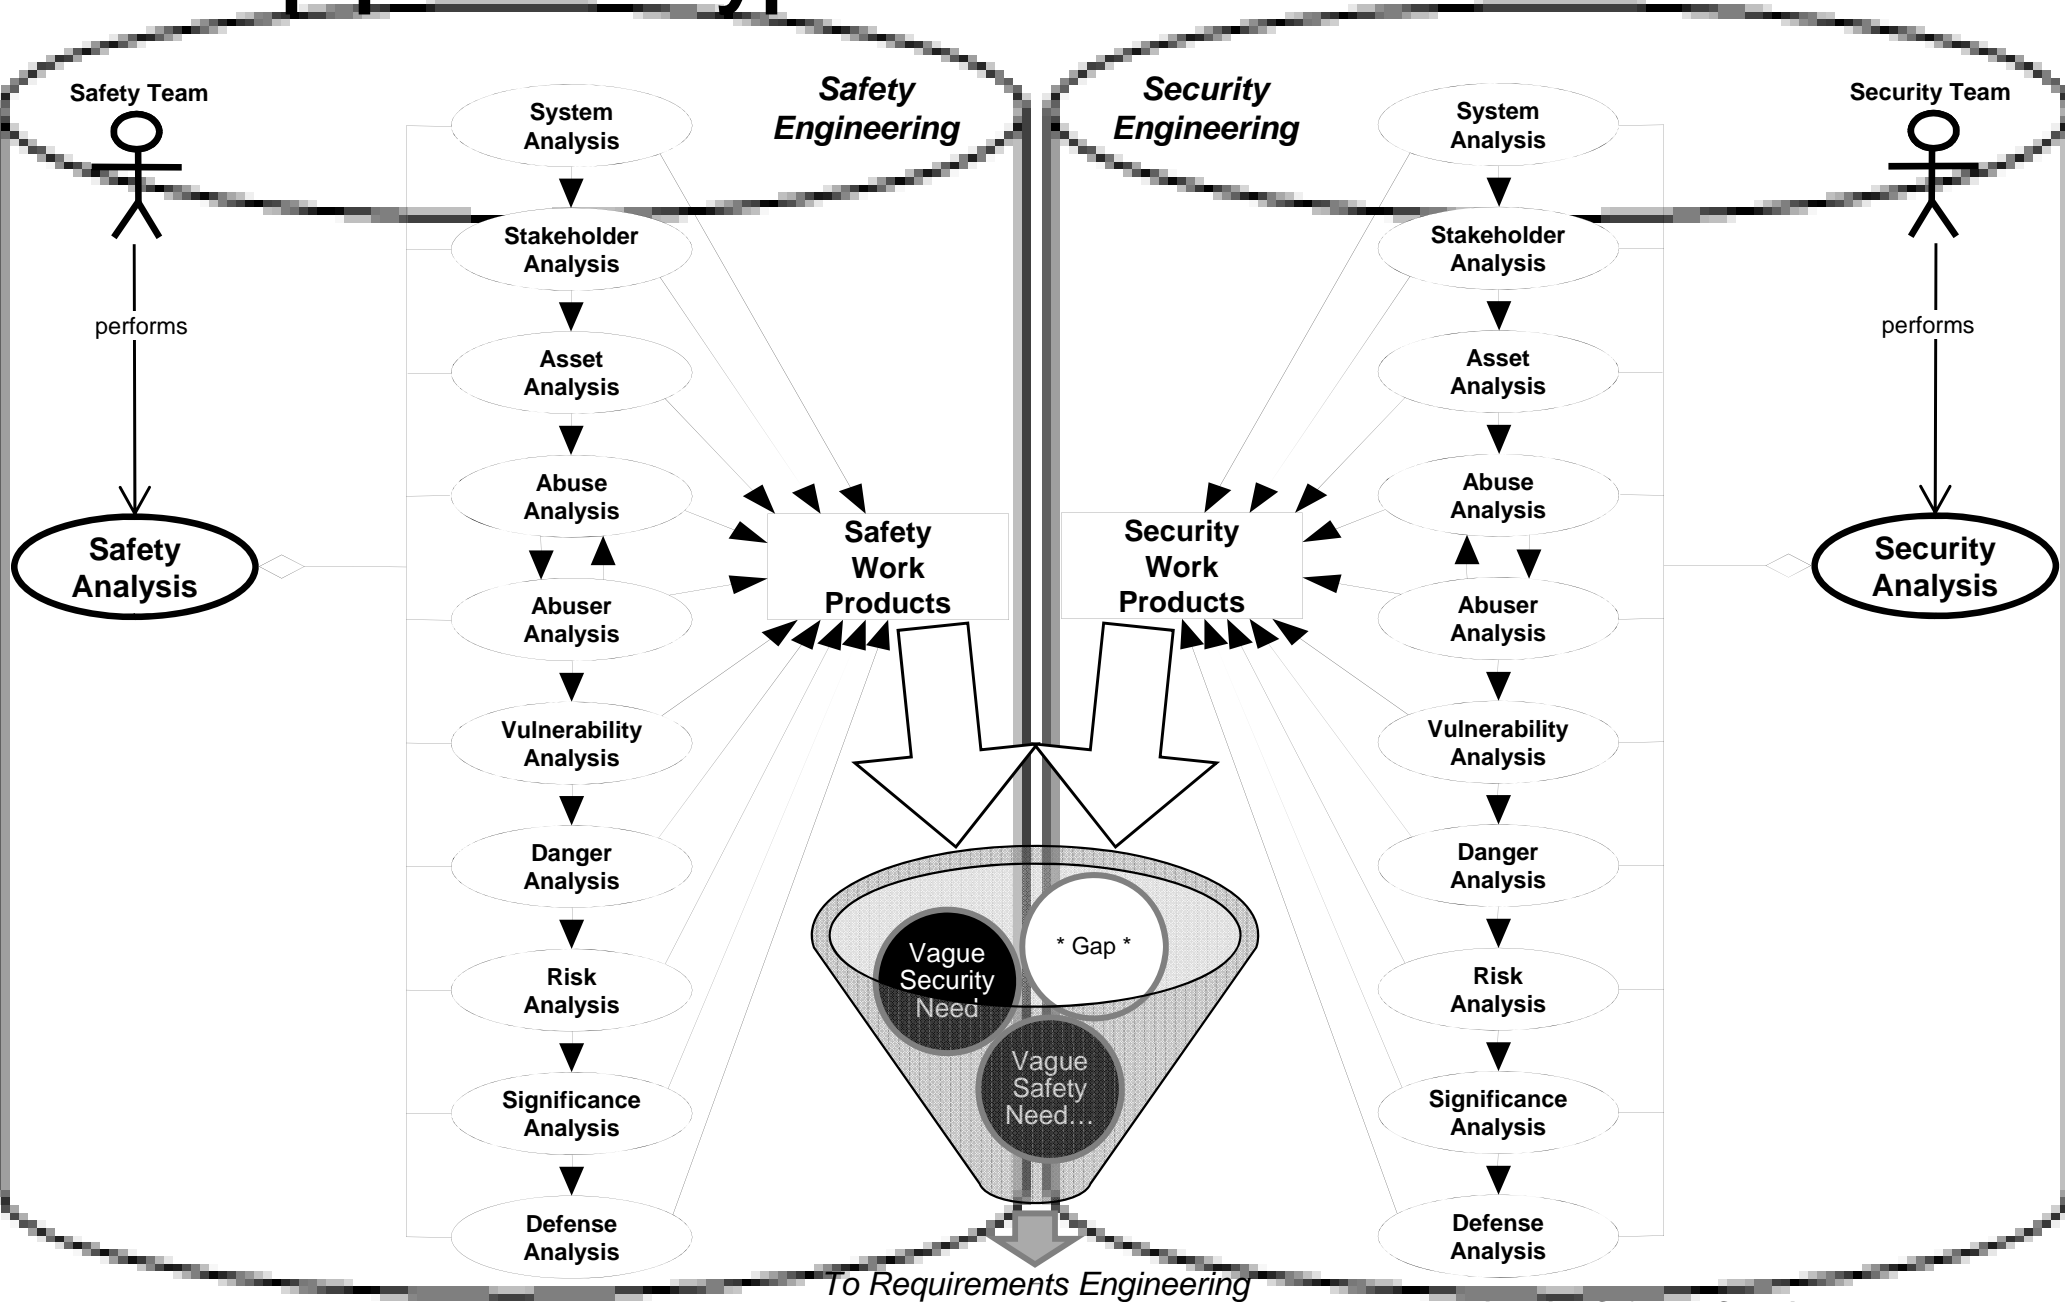 Safety Team
Safety
Engineering
System
Analysis
Stakeholder
Analysis
performs
Asset
Analysis
Abuse
Analysis
Safety
Analysis
Safety
Work
Products
Abuser
Analysis
Vulnerability
Analysis
Danger
Analysis
Risk
Analysis
Significance
Analysis
Defense
Analysis
Security
Engineering
Security Team
System
Analysis
Stakeholder
Analysis
performs
Asset
Analysis
Abuse
Analysis
Security
Work
Products
Security
Analysis
Abuser
Analysis
Vulnerability
Analysis
Danger
Analysis
Risk
Analysis
Significance
Analysis
Defense
Analysis
Vague
Security
Need
* Gap *
Vague
Safety
Need…
To Requirements Engineering